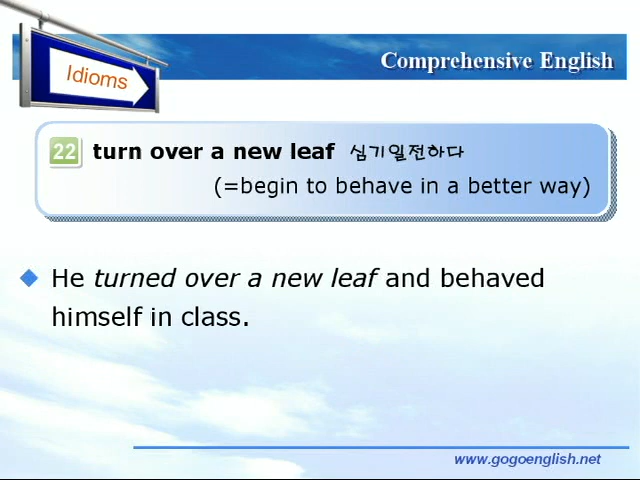 Comprehensive English
Idioms
22 turn over a new leaf 심기일전하다
(=begin to behave in a better way)
He turned over a new leaf and behaved
himself in class.
www.gogoenglish.net